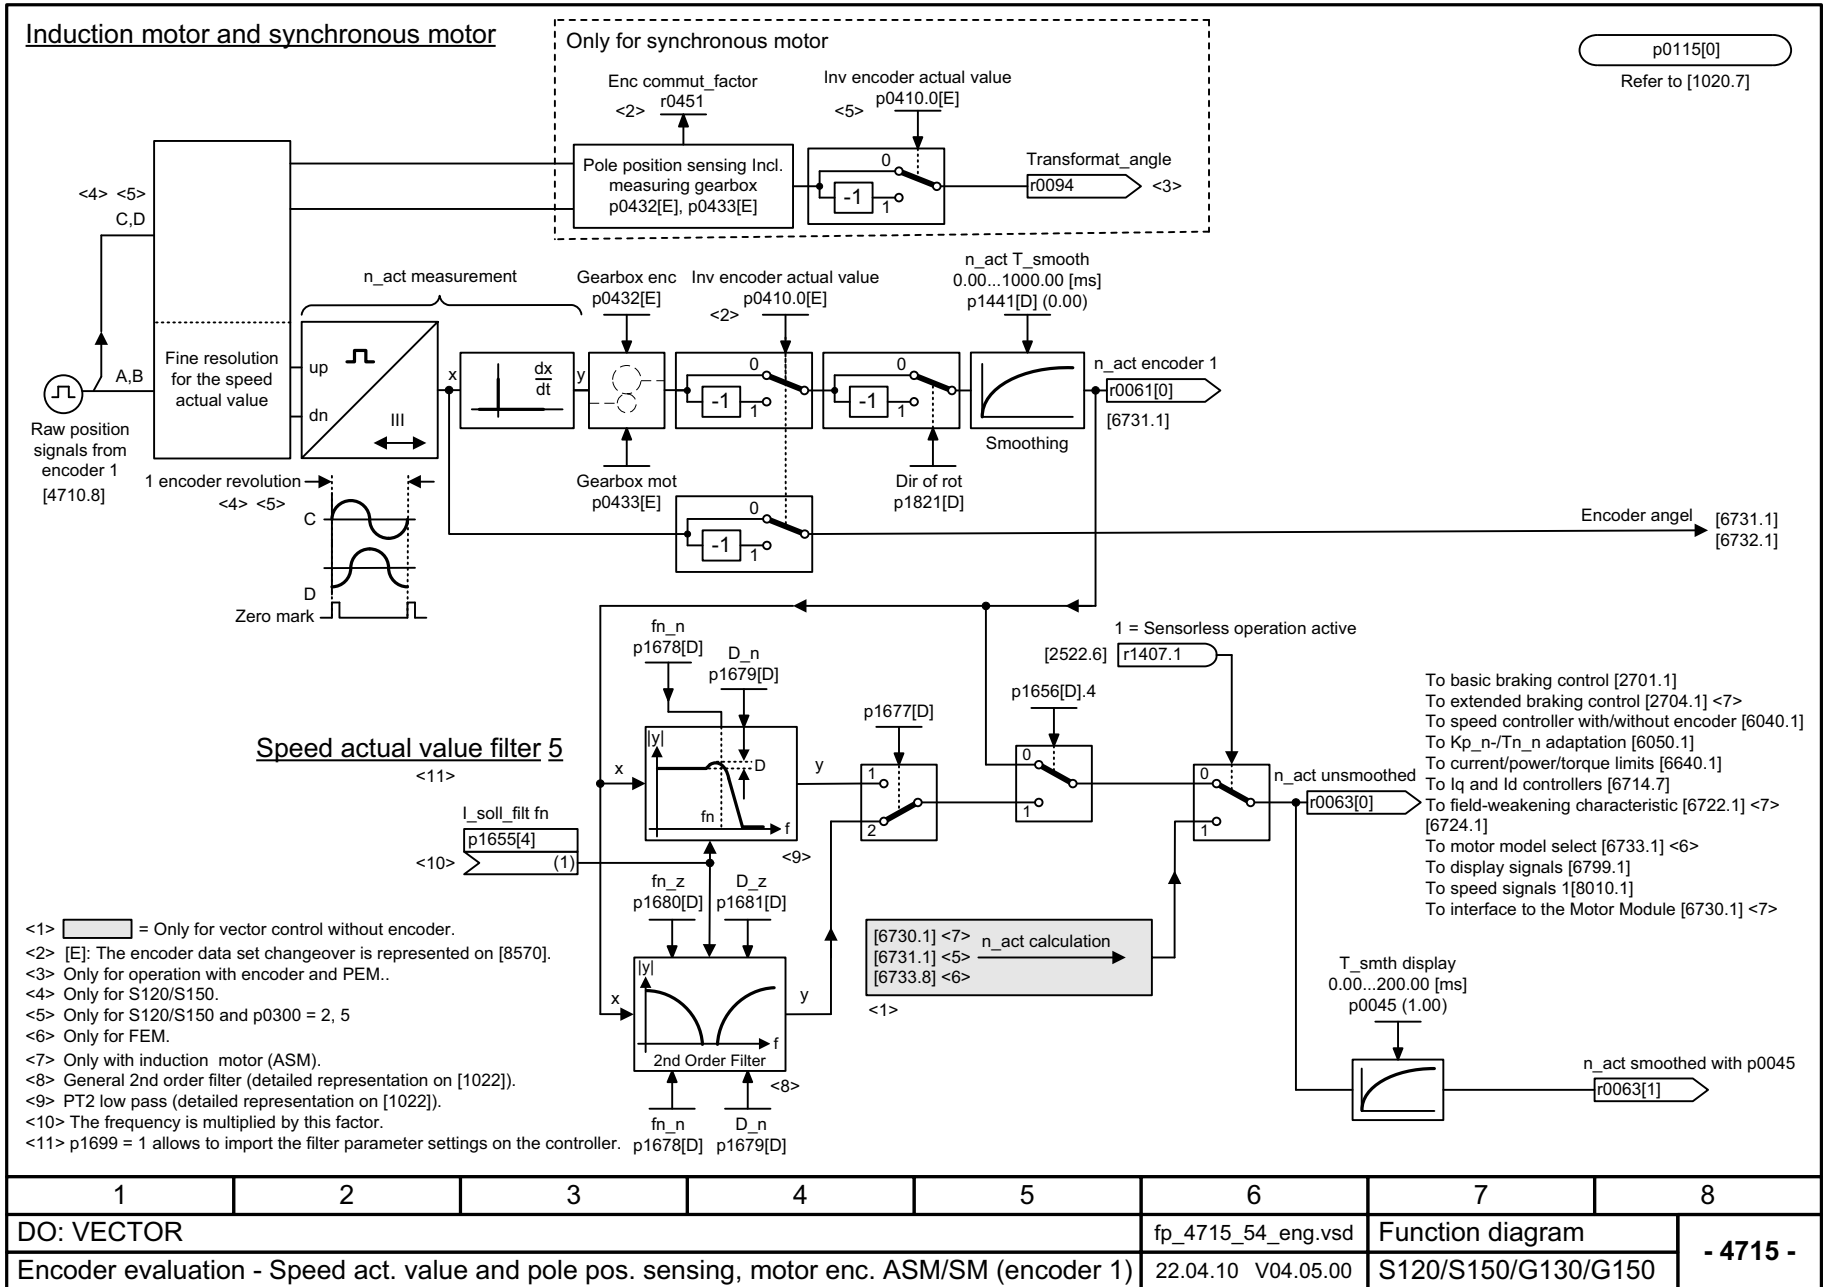 Induction motor and synchronous motor
Only for synchronous motor
p0115[0]
Refer to [1020.7]
Enc commut_factor
r0451
<2>
Inv encoder actual value
p0410.0[E]
<5>
Pole position sensing Incl.
measuring gearbox
p0432[E], p0433[E]
0
-1
1
Transformat_angle
r0094
<3>
<4> <5>
C,D
A,B
Raw position
signals from
encoder 1
[4710.8]
Fine resolution
for the speed
actual value
n_act measurement
up
dn
III
x
dx
dt
y
Gearbox enc
p0432[E]
Gearbox mot
p0433[E]
Inv encoder actual value
p0410.0[E]
<2>
0
-1
1
0
-1
1
Dir of rot
p1821[D]
n_act T_smooth
0.00...1000.00 [ms]
p1441[D] (0.00)
Smoothing
n_act encoder 1
r0061[0]
[6731.1]
1 encoder revolution
<4> <5>
C
D
Zero mark
0
-1
1
Encoder angel
[6731.1]
[6732.1]
Speed actual value filter 5
<11>
fn_n
p1678[D]
D_n
p1679[D]
|y|
D
fn
f
x
y
<9>
I_soll_filt fn
p1655[4]
(1)
<10>
fn_z
p1680[D]
D_z
p1681[D]
|y|
f
x
y
2nd Order Filter
<8>
fn_n
p1678[D]
D_n
p1679[D]
p1677[D]
1
2
p1656[D].4
0
1
1 = Sensorless operation active
[2522.6]
r1407.1
0
1
n_act unsmoothed
r0063[0]
To basic braking control [2701.1]
To extended braking control [2704.1] <7>
To speed controller with/without encoder [6040.1]
To Kp_n-/Tn_n adaptation [6050.1]
To current/power/torque limits [6640.1]
To Iq and Id controllers [6714.7]
To field-weakening characteristic [6722.1] <7>
[6724.1]
To motor model select [6733.1] <6>
To display signals [6799.1]
To speed signals 1[8010.1]
To interface to the Motor Module [6730.1] <7>
[6730.1] <7>
[6731.1] <5>
[6733.8] <6>
n_act calculation
<1>
T_smth display
0.00...200.00 [ms]
p0045 (1.00)
n_act smoothed with p0045
r0063[1]
<1> = Only for vector control without encoder.
<2> [E]: The encoder data set changeover is represented on [8570].
<3> Only for operation with encoder and PEM..
<4> Only for S120/S150.
<5> Only for S120/S150 and p0300 = 2, 5
<6> Only for FEM.
<7> Only with induction motor (ASM).
<8> General 2nd order filter (detailed representation on [1022]).
<9> PT2 low pass (detailed representation on [1022]).
<10> The frequency is multiplied by this factor.
<11> p1699 = 1 allows to import the filter parameter settings on the controller.
1 2 3 4 5 6 7 8
DO: VECTOR
fp_4715_54_eng.vsd
Function diagram
- 4715 -
Encoder evaluation - Speed act. value and pole pos. sensing, motor enc. ASM/SM (encoder 1)
22.04.10 V04.05.00
S120/S150/G130/G150